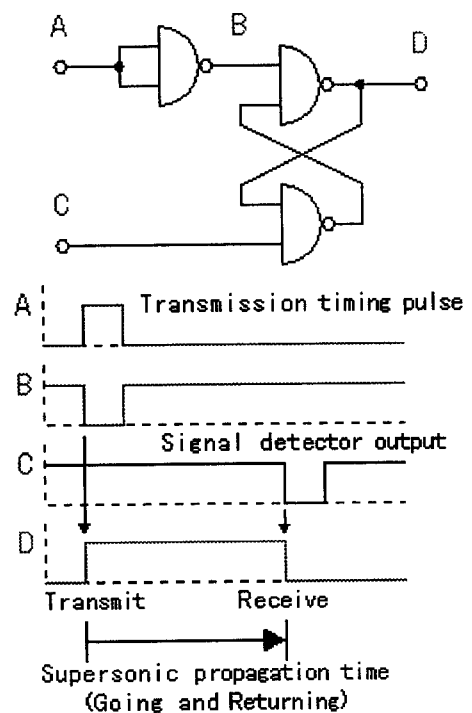 A
B
D
C
A
Transmission timing pulse
B
Signal detector output
C
D
Transmit
Receive
Supersonic propagation time
(Going and Returning)